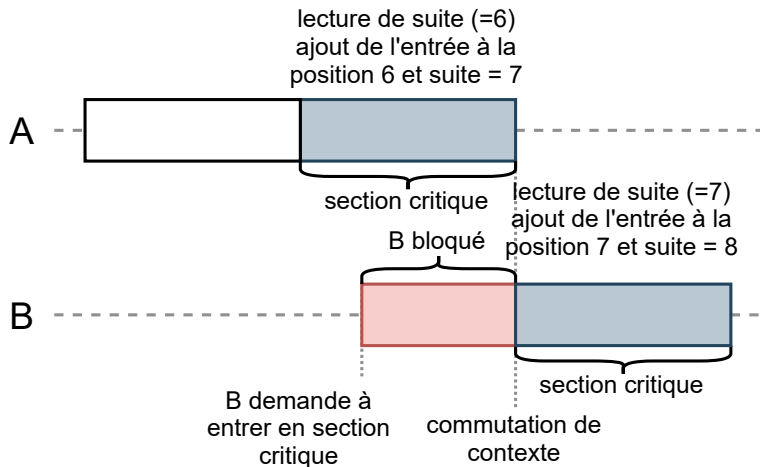 lecture de suite (=6)
ajout de l'entrée à la
position 6 et suite = 7
A
section critique
lecture de suite (=7)
ajout de l'entrée à la
position 7 et suite = 8
B bloqué
B
section critique
B demande à
entrer en section
critique
commutation de
contexte